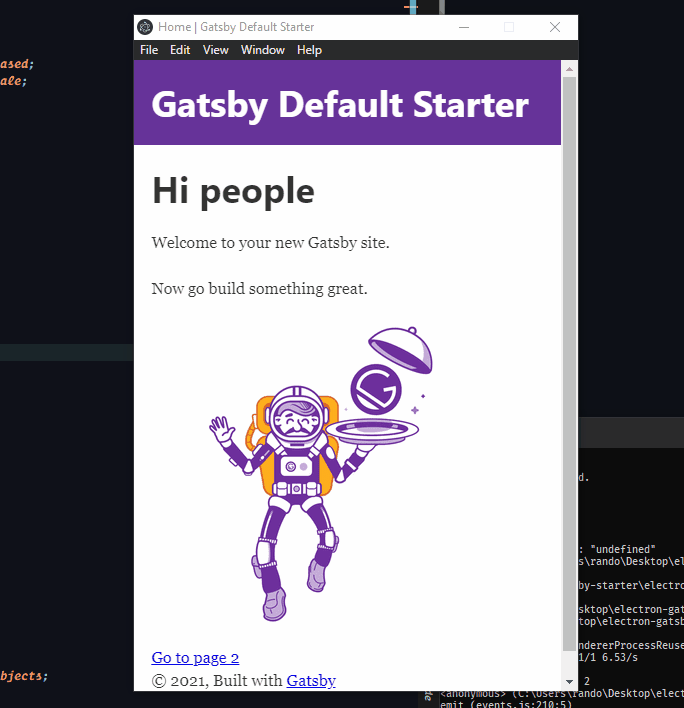 Home | Gatsby Default Starter
File Edit View Window Help
ased;
ale;
Gatsby Default Starter
Hi people
Welcome to your new Gatsby site.
Now go build something great.
d.
: "undefined"
s\rando\Desktop\el
by-starter\electro
sktop\electron-gat
top\electron-gatsb
ndererProcessReuse
1/1 6.53/s
Go to page 2
© 2021, Built with Gatsby
bjects;
2
<anonymous> (C:\Users\rando\Desktop\elect
emit (events.js:210:5)